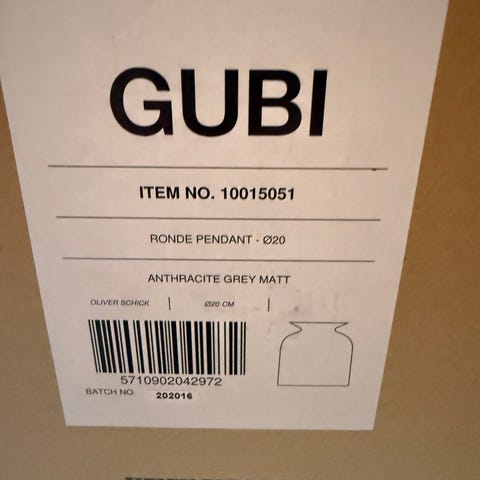 GUBI
ITEM NO. 10015051
RONDE PENDANT - Ø20
ANTHRACITE GREY MATT
OLIVER SCHICK | Ø20 CM |
5710902042972
BATCH NO. 202016